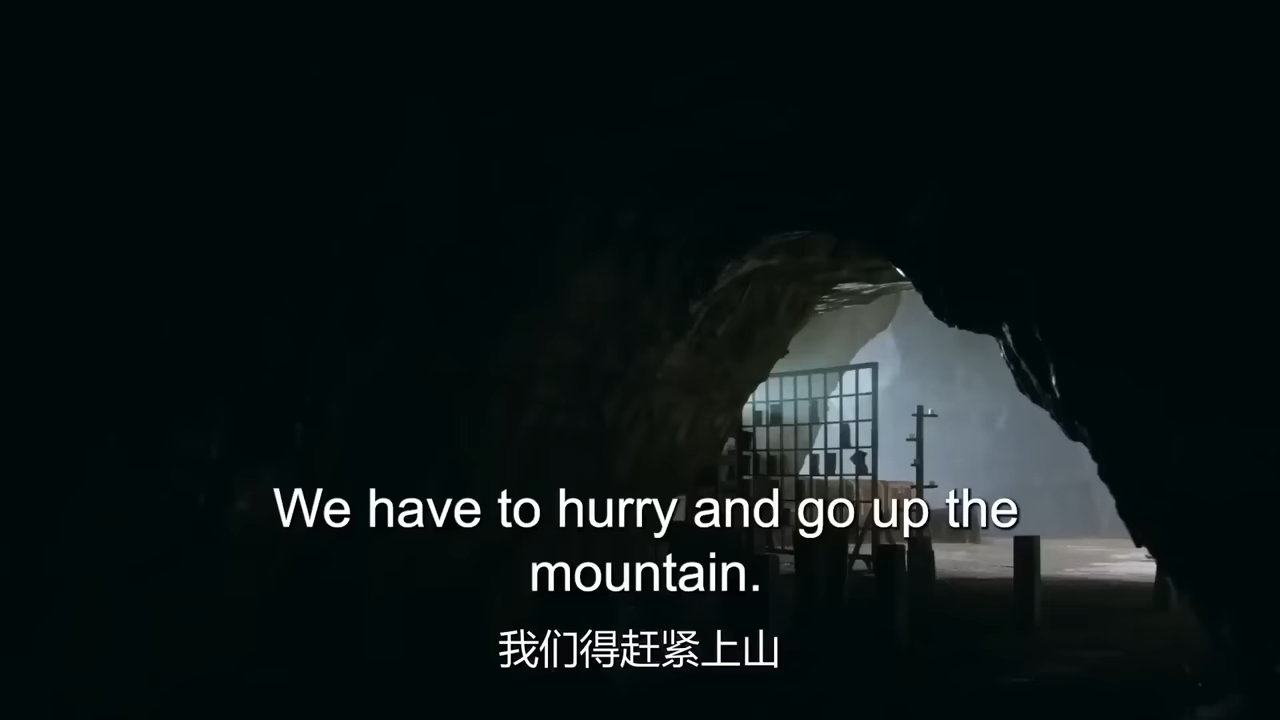 We have to hurry and go up the
mountain.
我们得赶紧上山